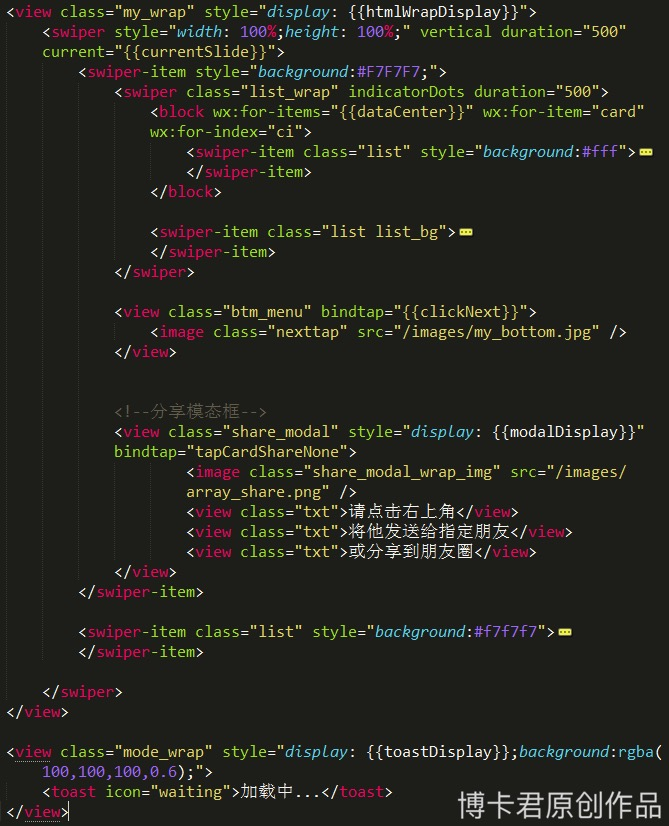 <view class="my_wrap" style="display: {{htmlWrapDisplay}}">
<swiper style="width: 100%;height: 100%;" vertical duration="500"
current="{{currentSlide}}">
<swiper-item style="background:#F7F7F7;">
<swiper class="list_wrap" indicatorDots duration="500">
<block wx:for-items="{{dataCenter}}" wx:for-item="card"
wx:for-index="ci">
<swiper-item class="list" style="background:#fff">
</swiper-item>
</block>
<swiper-item class="list list_bg">
</swiper-item>
</swiper>
<view class="btm_menu" bindtap="{{clickNext}}">
<image class="nexttap" src="/images/my_bottom.jpg" />
</view>
<!--分享模态框-->
<view class="share_modal" style="display: {{modalDisplay}}"
bindtap="tapCardShareNone">
<image class="share_modal_wrap_img" src="/images/
array_share.png" />
<view class="txt">请点击右上角</view>
<view class="txt">将他发送给指定朋友</view>
<view class="txt">或分享到朋友圈</view>
</view>
</swiper-item>
<swiper-item class="list" style="background:#f7f7f7">
</swiper-item>
</swiper>
</view>
<view class="mode_wrap" style="display: {{toastDisplay}};background:rgba(
100,100,100,0.6);">
<toast icon="waiting">加载中...</toast>
</view>
博卡君原创作品